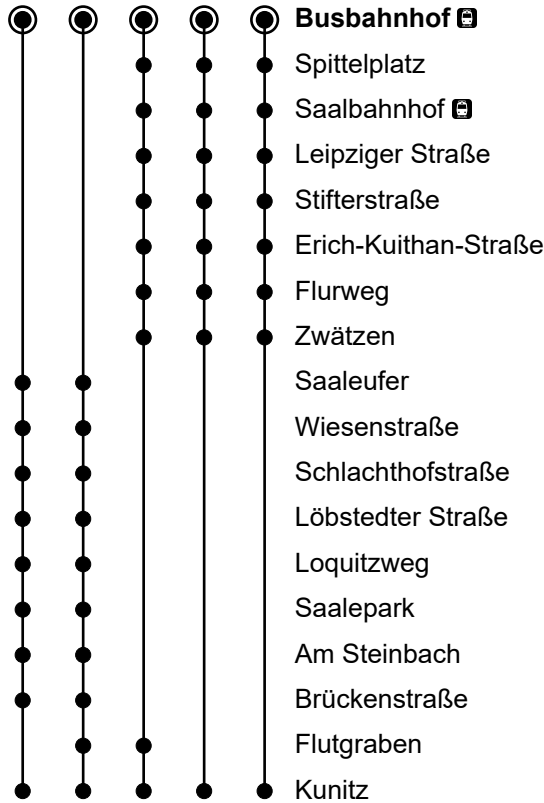 Busbahnhof
Spittelplatz
Saalbahnhof
Leipziger Straße
Stifterstraße
Erich-Kuithan-Straße
Flurweg
Zwätzen
Saaleufer
Wiesenstraße
Schlachthofstraße
Löbstedter Straße
Loquitzweg
Saalepark
Am Steinbach
Brückenstraße
Flutgraben
Kunitz